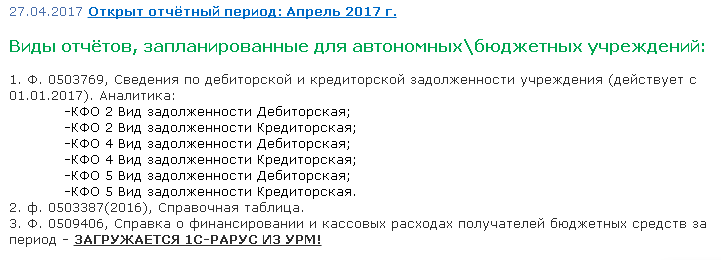 27.04.2017 Открыт отчётный период: Апрель 2017 г.
Виды отчётов, запланированные для автономных\бюджетных учреждений:
1. Ф. 0503769, Сведения по дебиторской и кредиторской задолженности учреждения (действует с
01.01.2017). Аналитика:
-КФО 2 Вид задолженности Дебиторская;
-КФО 2 Вид задолженности Кредиторская;
-КФО 4 Вид задолженности Дебиторская;
-КФО 4 Вид задолженности Кредиторская;
-КФО 5 Вид задолженности Дебиторская;
-КФО 5 Вид задолженности Кредиторская.
2. ф. 0503387(2016), Справочная таблица.
3. Ф. 0509406, Справка о финансировании и кассовых расходах получателей бюджетных средств за
период – ЗАГРУЖАЕТСЯ 1С-РАРУС ИЗ УРМ!